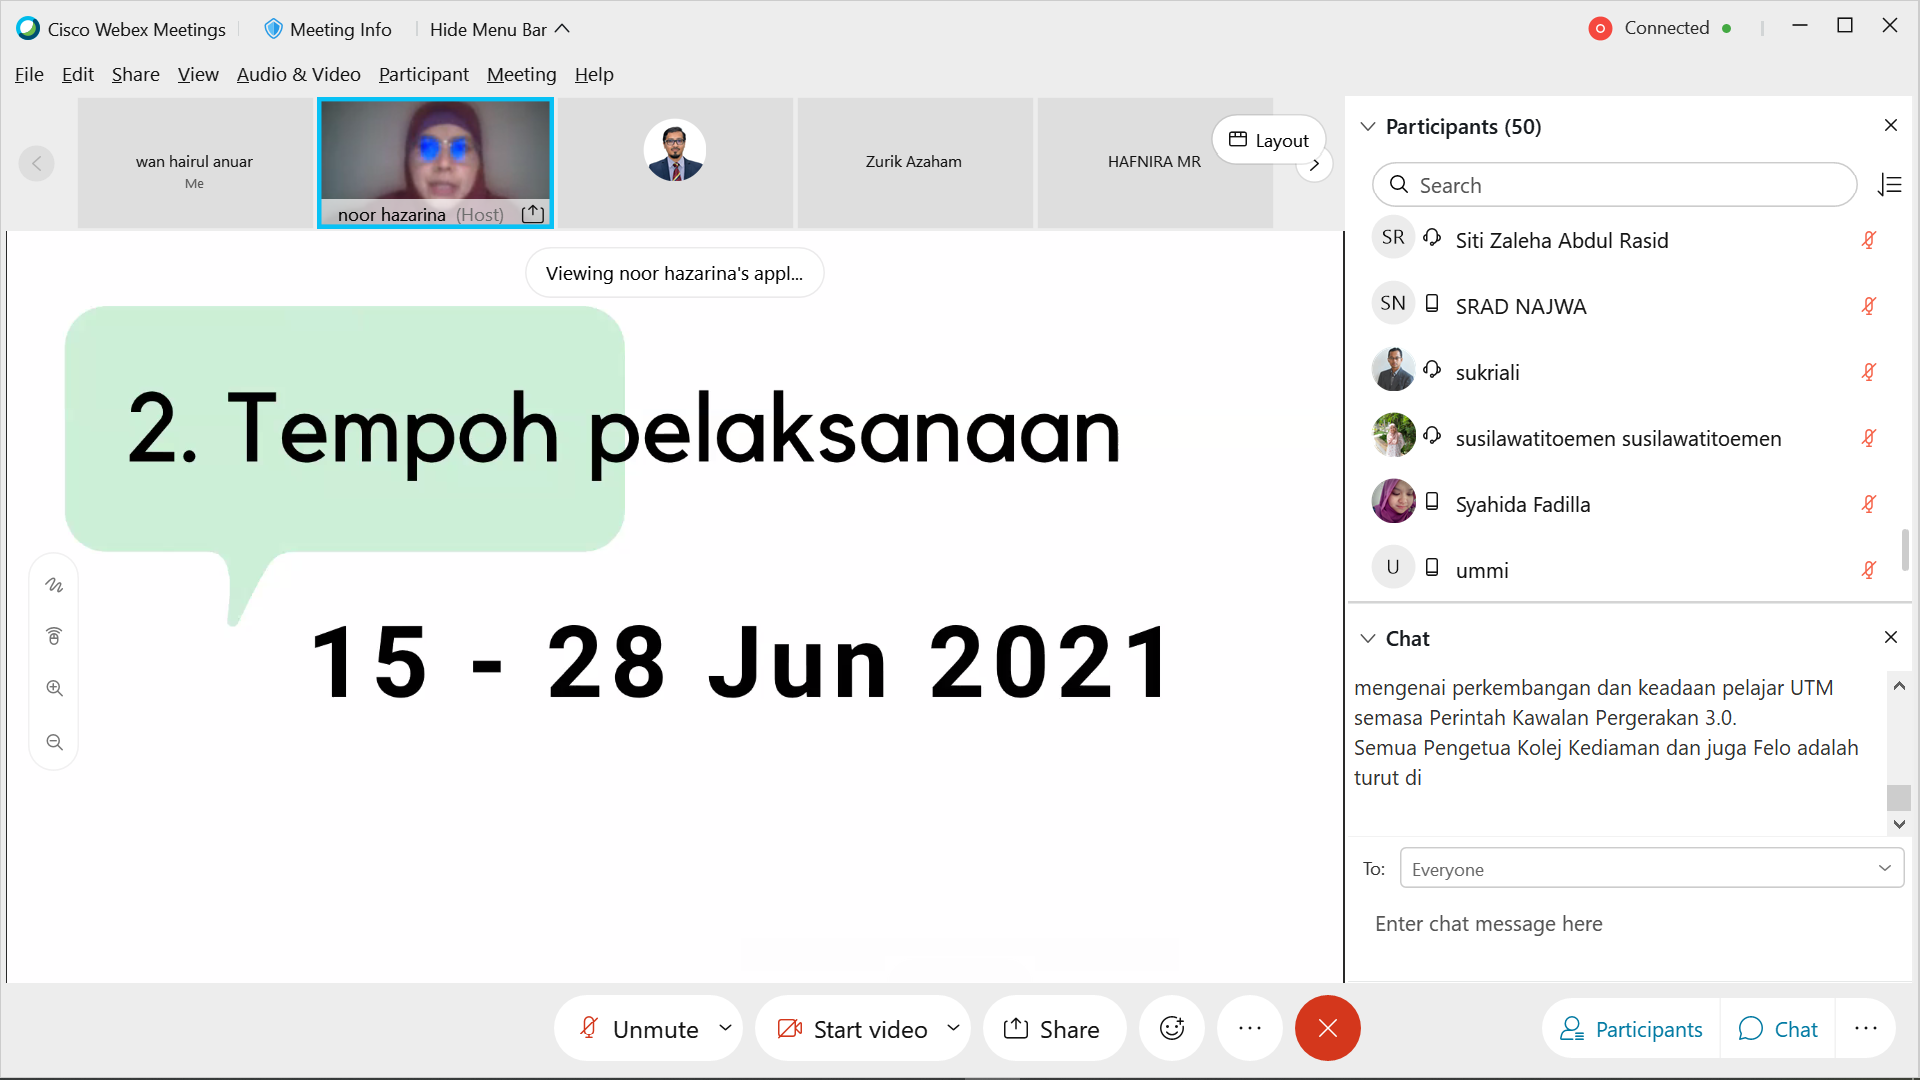 Cisco Webex Meetings
Meeting Info
Hide Menu Bar
Connected
File Edit Share View Audio & Video Participant Meeting Help
wan hairul anuar
Me
noor hazarina (Host)
Zurik Azaham
HAFNIRA MR
Layout
Viewing noor hazarina's appl...
2. Tempoh pelaksanaan
15 - 28 Jun 2021
Participants (50)
Search
SR Siti Zaleha Abdul Rasid
SN SRAD NAJWA
sukriali
susilawatitoemen susilawatitoemen
Syahida Fadilla
U ummi
Chat
mengenai perkembangan dan keadaan pelajar UTM
semasa Perintah Kawalan Pergerakan 3.0.
Semua Pengetua Kolej Kediaman dan juga Felo adalah
turut di
To: Everyone
Enter chat message here
Unmute
Start video
Share
Participants
Chat